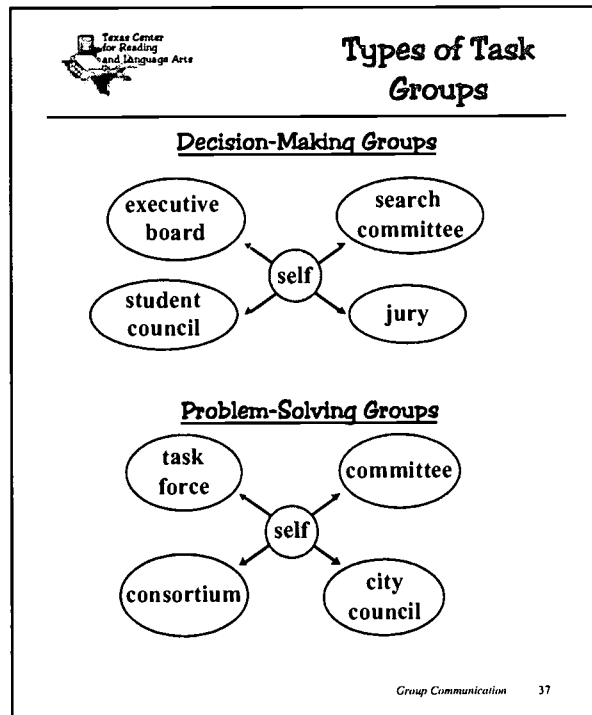 Texas Center
for Reading
and Language Arts
Types of Task
Groups
Decision-Making Groups
executive
board
search
committee
self
student
council
jury
Problem-Solving Groups
task
force
committee
self
consortium
city
council
Group Communication 37